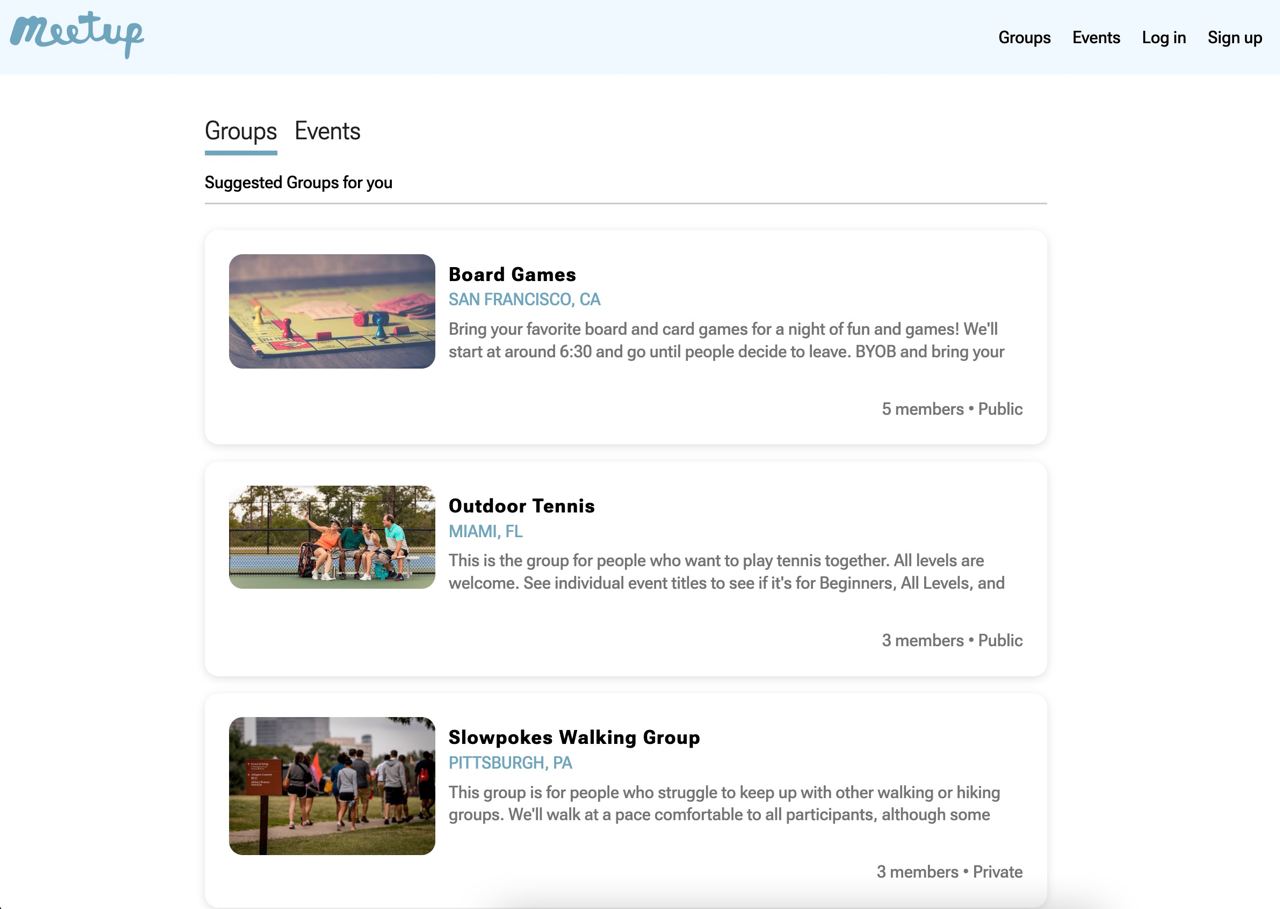 Meetup
Groups Events Log in Sign up
Groups Events
Suggested Groups for you
Board Games
SAN FRANCISCO, CA
Bring your favorite board and card games for a night of fun and games! We'll
start at around 6:30 and go until people decide to leave. BYOB and bring your
5 members • Public
Outdoor Tennis
MIAMI, FL
This is the group for people who want to play tennis together. All levels are
welcome. See individual event titles to see if it's for Beginners, All Levels, and
3 members • Public
Slowpokes Walking Group
PITTSBURGH, PA
This group is for people who struggle to keep up with other walking or hiking
groups. We'll walk at a pace comfortable to all participants, although some
3 members • Private